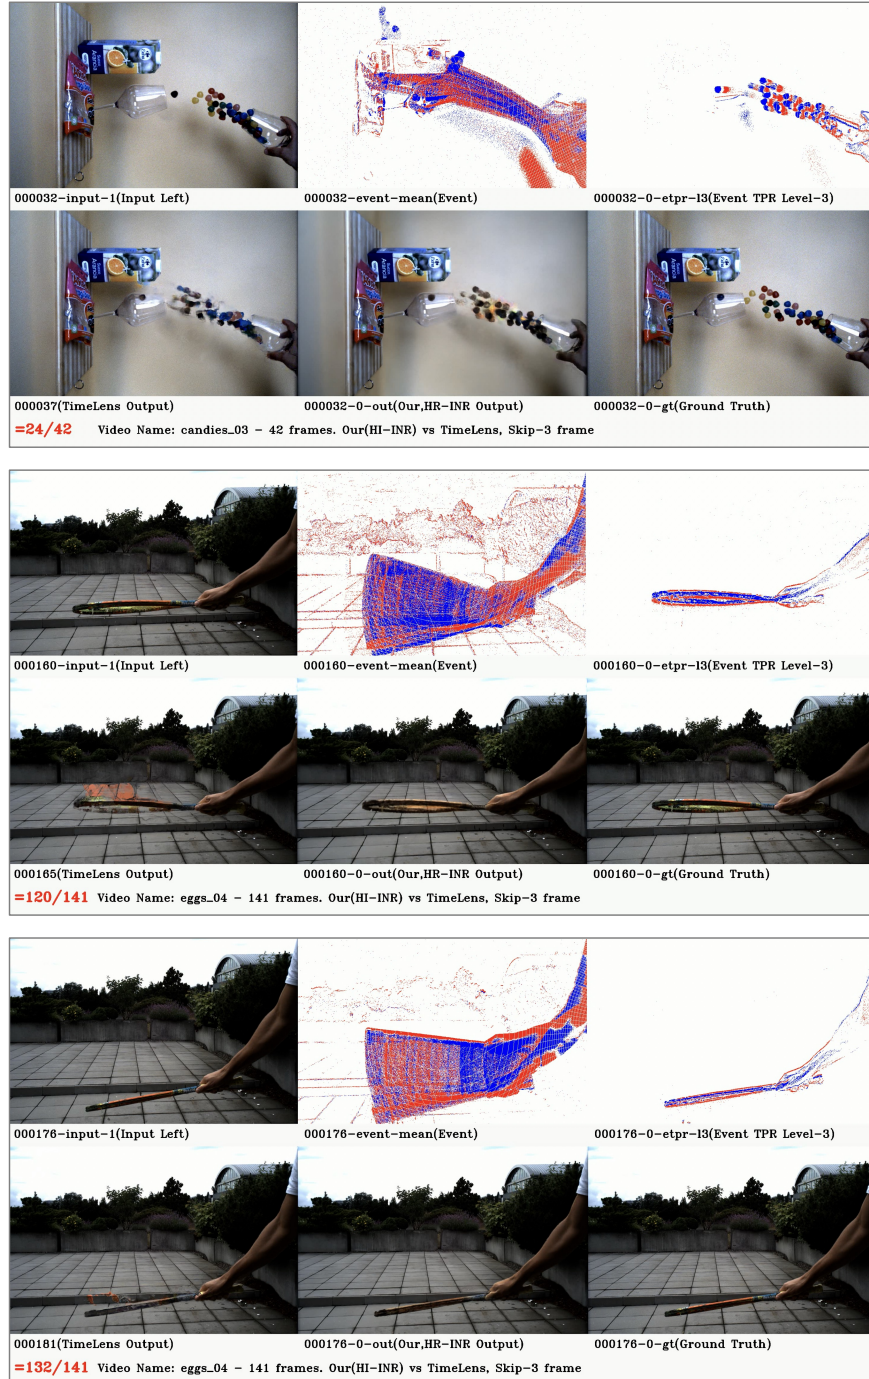 000032-input-1(Input Left) 000032-event-mean(Event) 000032-0-etpr-l3(Event TPR Level-3)
000037(TimeLens Output) 000032-0-out(Our,HR-INR Output) 000032-0-gt(Ground Truth)
=24/42 Video Name: candies_03 - 42 frames. Our(HI-INR) vs TimeLens, Skip-3 frame
000160-input-1(Input Left) 000160-event-mean(Event) 000160-0-etpr-l3(Event TPR Level-3)
000165(TimeLens Output) 000160-0-out(Our,HR-INR Output) 000160-0-gt(Ground Truth)
=120/141 Video Name: eggs_04 - 141 frames. Our(HI-INR) vs TimeLens, Skip-3 frame
000176-input-1(Input Left) 000176-event-mean(Event) 000176-0-etpr-l3(Event TPR Level-3)
000181(TimeLens Output) 000176-0-out(Our,HR-INR Output) 000176-0-gt(Ground Truth)
=132/141 Video Name: eggs_04 - 141 frames. Our(HI-INR) vs TimeLens, Skip-3 frame